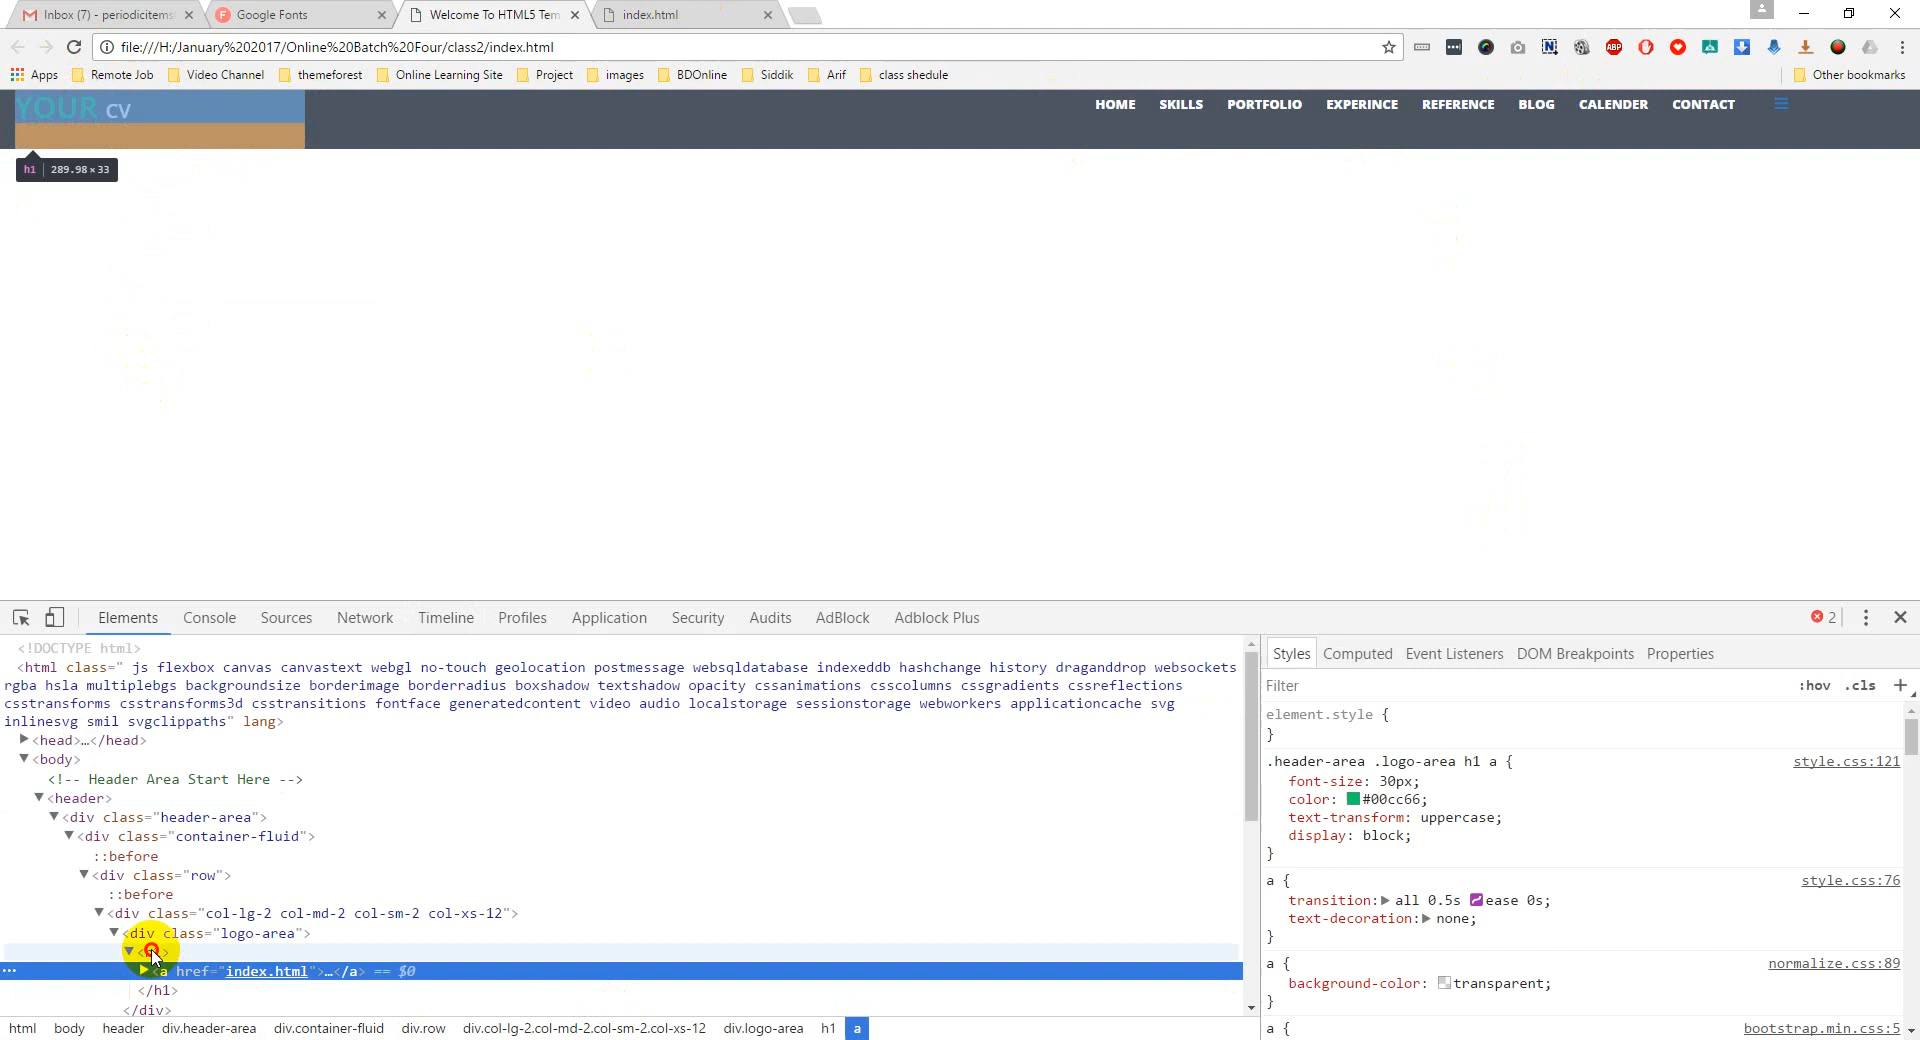 Inbox (7) - periodicitems
Google Fonts
Welcome To HTML5 Tem
index.html
file:///H:/January%202017/Online%20Batch%20Four/class2/index.html
Apps Remote Job Video Channel themeforest Online Learning Site Project images BDOnline Siddik Arif class shedule Other bookmarks
YOUR CV
HOME SKILLS PORTFOLIO EXPERINCE REFERENCE BLOG CALENDER CONTACT
h1 289.98 × 33
Elements Console Sources Network Timeline Profiles Application Security Audits AdBlock Adblock Plus 2
<!DOCTYPE html>
<html class=" js flexbox canvas canvastext webgl no-touch geolocation postmessage websqldatabase indexeddb hashchange history draganddrop websockets
rgba hsla multiplebgs backgroundsize borderimage borderradius boxshadow textshadow opacity cssanimations csscolumns cssgradients cssreflections
csstransforms csstransforms3d csstransitions fontface generatedcontent video audio localstorage sessionstorage webworkers applicationcache svg
inlinesvg smil svgclippaths" lang>
<head>…</head>
<body>
<!-- Header Area Start Here -->
<header>
<div class="header-area">
<div class="container-fluid">
::before
<div class="row">
::before
<div class="col-lg-2 col-md-2 col-sm-2 col-xs-12">
<div class="logo-area">
<a href="index.html">…</a> == $0
</h1>
</div>
html body header div.header-area div.container-fluid div.row div.col-lg-2.col-md-2.col-sm-2.col-xs-12 div.logo-area h1 a
Styles Computed Event Listeners DOM Breakpoints Properties
Filter :hov .cls +
element.style {
}
.header-area .logo-area h1 a { style.css:121
font-size: 30px;
color: #00cc66;
text-transform: uppercase;
display: block;
}
a { style.css:76
transition: all 0.5s ease 0s;
text-decoration: none;
}
a { normalize.css:89
background-color: transparent;
}
a { bootstrap.min.css:5